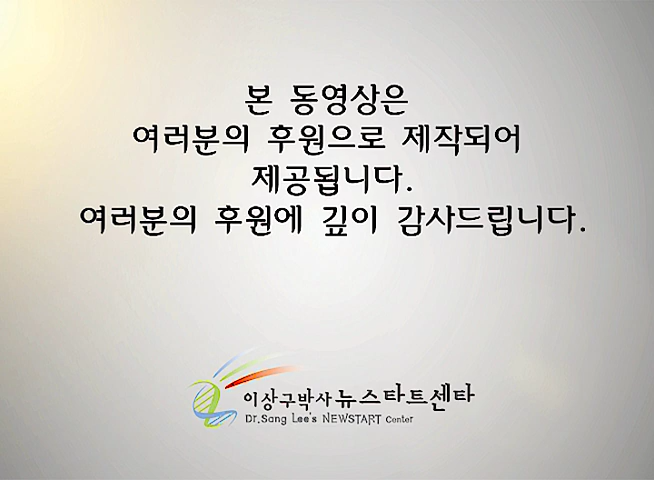 본 동영상은
여러분의 후원으로 제작되어
제공됩니다.
여러분의 후원에 깊이 감사드립니다.
이상구박사 뉴스타트센타
Dr.Sang Lee's NEWSTART Center